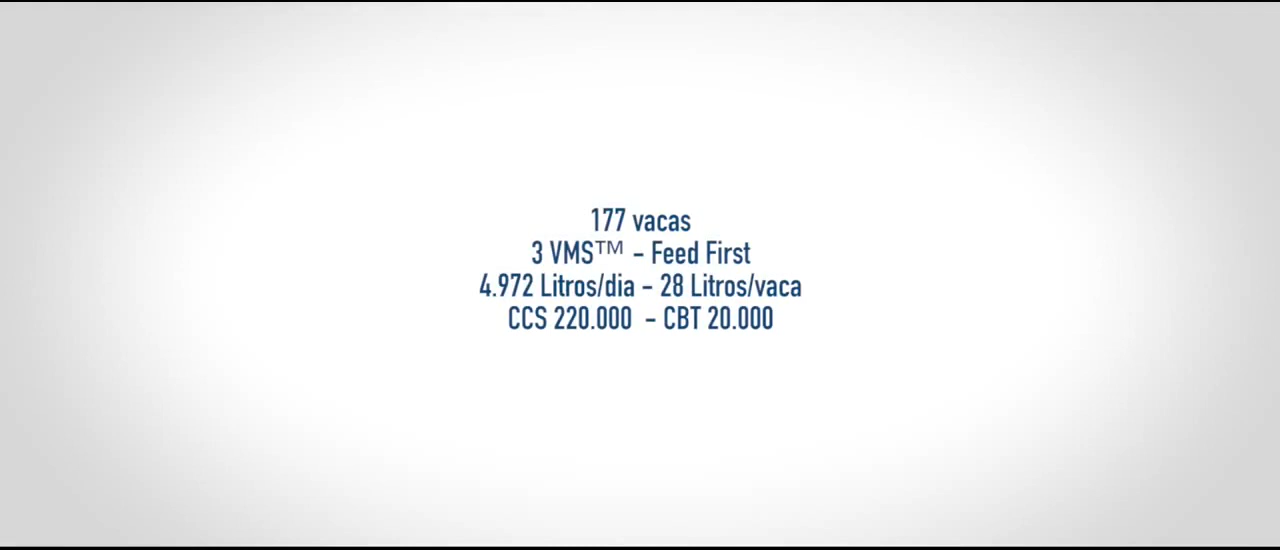 177 vacas
3 VMS™ - Feed First
4.972 Litros/dia - 28 Litros/vaca
CCS 220.000 - CBT 20.000